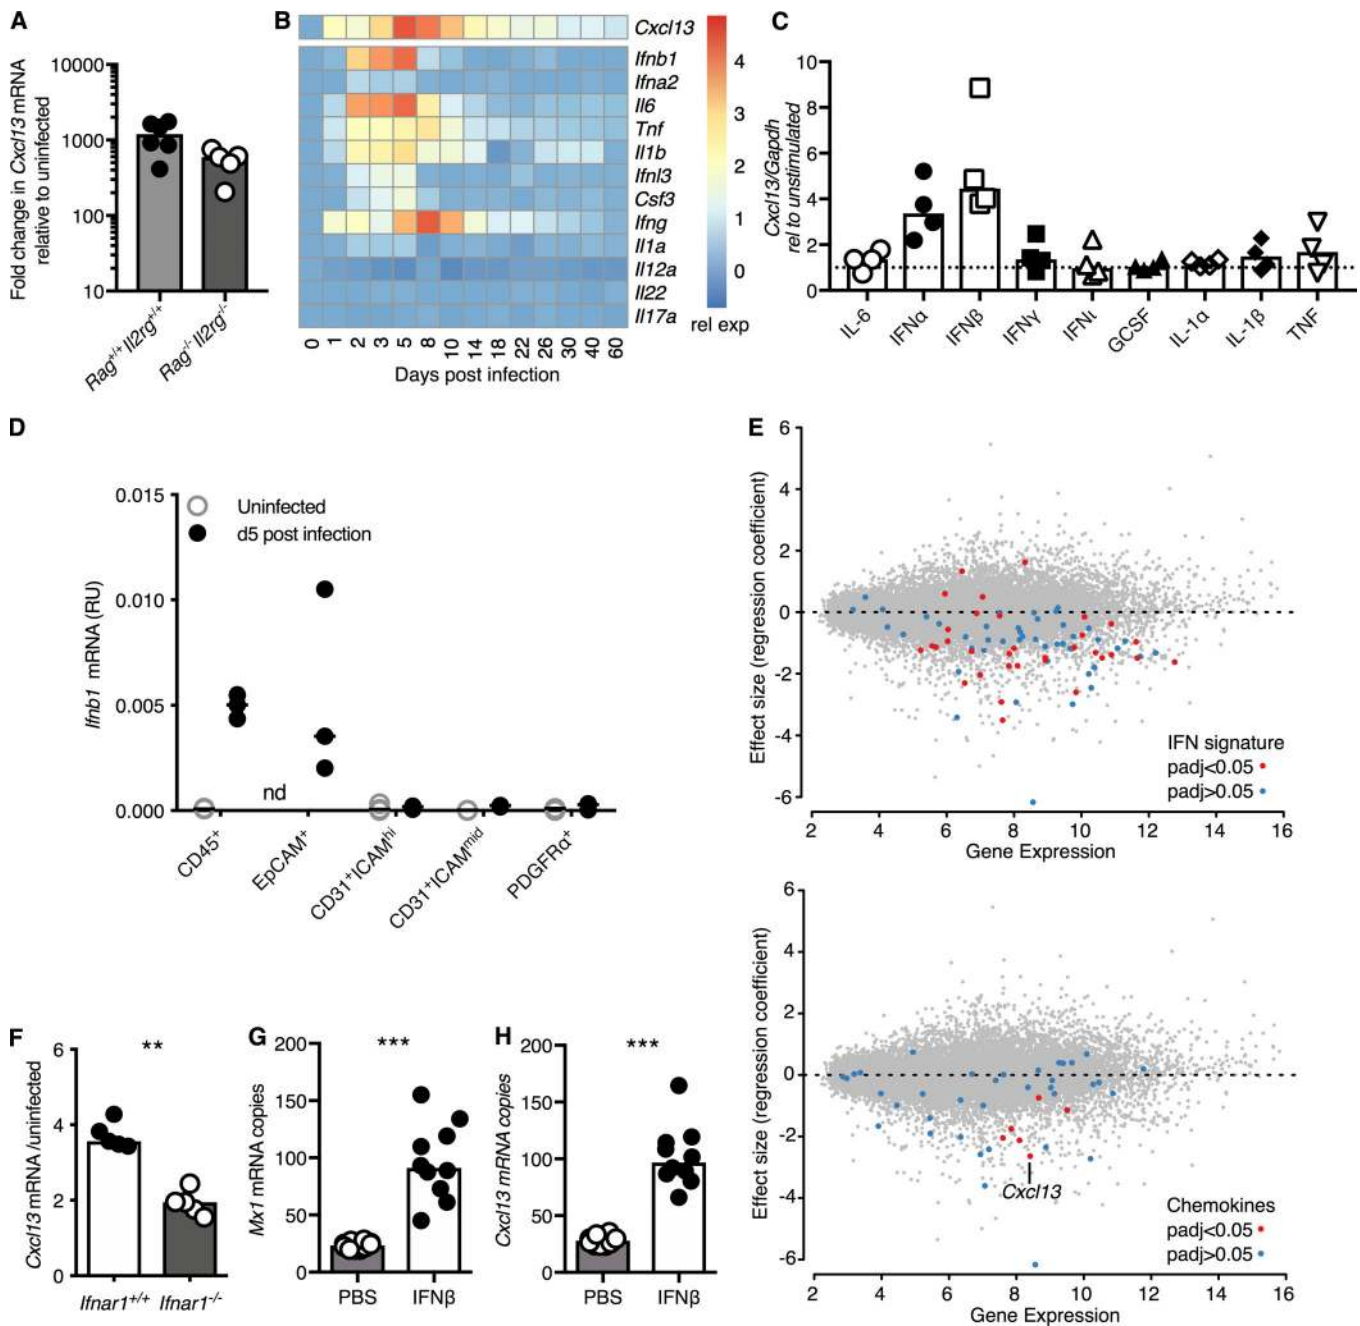 A
Fold change in Cxcl13 mRNA
relative to uninfected
10000
1000
100
10
Rag+/+ Il2rg+/+
Rag-/- Il2rg-/-
B
Cxcl13
Ifnb1
Ifna2
Il6
Tnf
Il1b
Ifnl3
Csf3
Ifng
Il1a
Il12a
Il22
Il17a
4
3
2
1
0
rel exp
0 1 2 3 5 8 10 14 18 22 26 30 40 60
Days post infection
C
Cxcl13/Gapdh
rel to unstimulated
10
8
6
4
2
0
IL-6
IFNα
IFNβ
IFNγ
IFNι
GCSF
IL-1α
IL-1β
TNF
D
Ifnb1 mRNA (RU)
0.015
0.010
0.005
0.000
Uninfected
d5 post infection
nd
CD45+
EpCAM+
CD31+ICAMhi
CD31+ICAMmid
PDGFRα+
E
Effect size (regression coefficient)
6
4
2
0
-2
-4
-6
IFN signature
padj<0.05
padj>0.05
2 4 6 8 10 12 14 16
Gene Expression
Effect size (regression coefficient)
6
4
2
0
-2
-4
-6
Cxcl13
Chemokines
padj<0.05
padj>0.05
2 4 6 8 10 12 14 16
Gene Expression
F
Cxcl13 mRNA /uninfected
6
4
2
0
**
Ifnar1+/+ Ifnar1-/-
G
Mx1 mRNA copies
200
150
100
50
0
***
PBS IFNβ
H
Cxcl13 mRNA copies
200
150
100
50
0
***
PBS IFNβ